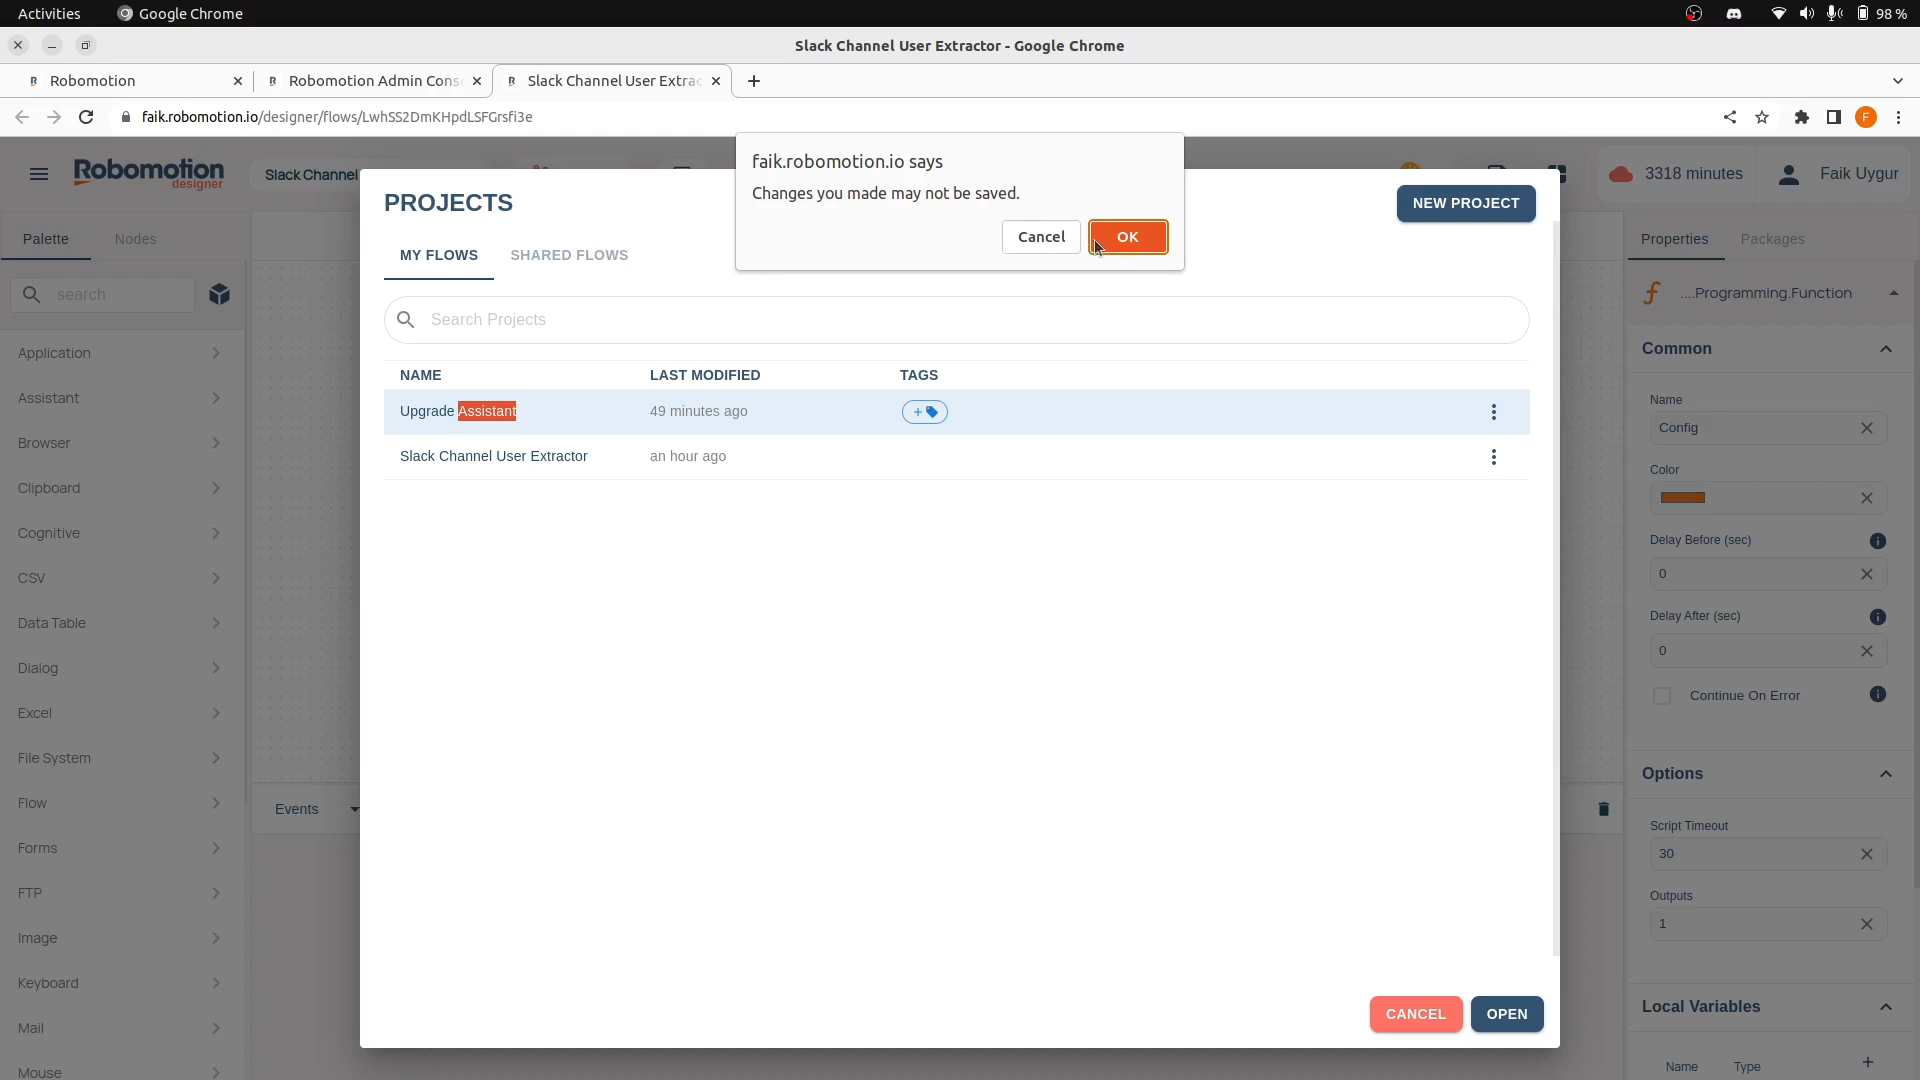 Activities
Google Chrome
98 %
Slack Channel User Extractor - Google Chrome
Robomotion
Robomotion Admin Cons
Slack Channel User Extrac
faik.robomotion.io/designer/flows/LwhSS2DmKHpdLSFGrsfi3e
F
faik.robomotion.io says
Changes you made may not be saved.
Cancel
OK
Robomotion
designer
Slack Channel
3318 minutes
Faik Uygur
PROJECTS
NEW PROJECT
MY FLOWS
SHARED FLOWS
Search Projects
NAME
LAST MODIFIED
TAGS
Upgrade Assistant
49 minutes ago
+
Slack Channel User Extractor
an hour ago
CANCEL
OPEN
Palette
Nodes
search
Application
Assistant
Browser
Clipboard
Cognitive
CSV
Data Table
Dialog
Excel
File System
Flow
Forms
FTP
Image
Keyboard
Mail
Mouse
Events
Properties
Packages
....Programming.Function
Common
Name
Config
Color
Delay Before (sec)
0
Delay After (sec)
0
Continue On Error
Options
Script Timeout
30
Outputs
1
Local Variables
Name
Type
+